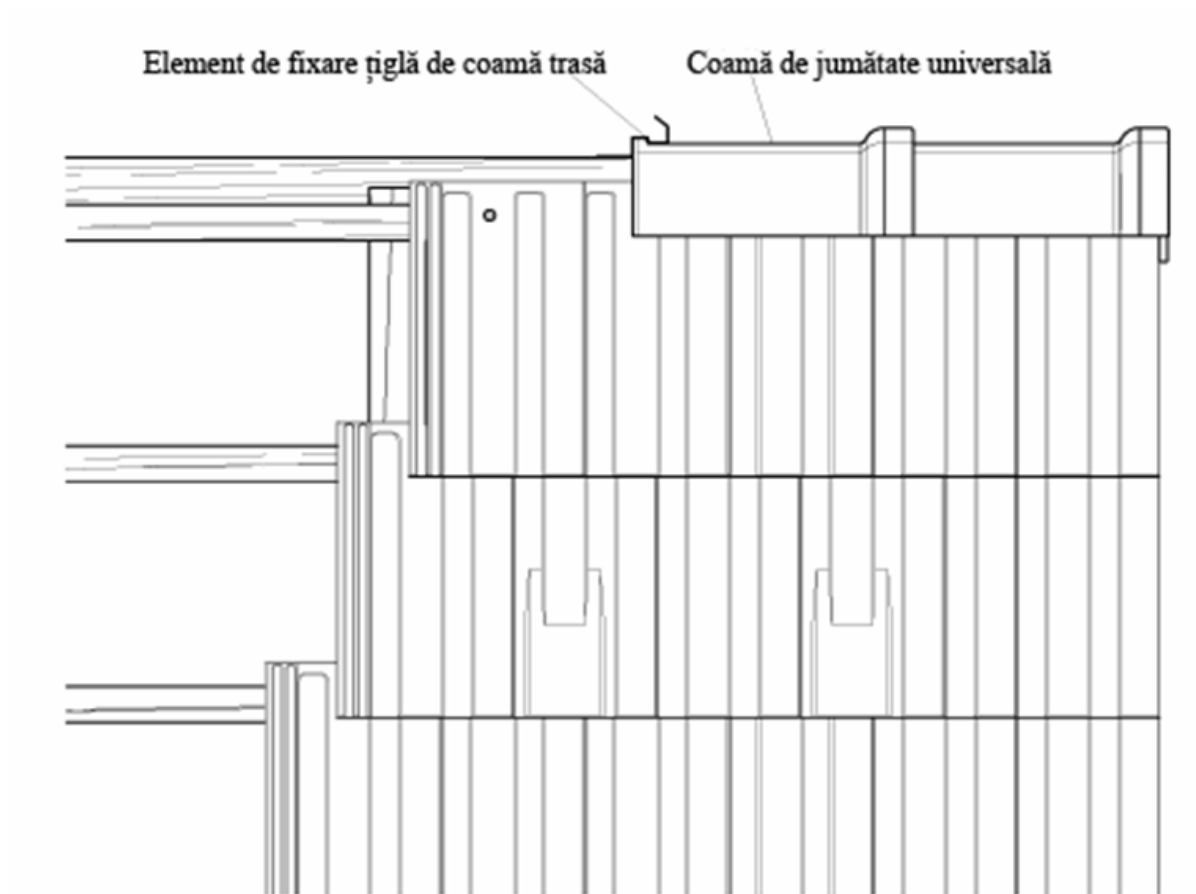 Element de fixare țiglă de coamă trasă
Coamă de jumătate universală